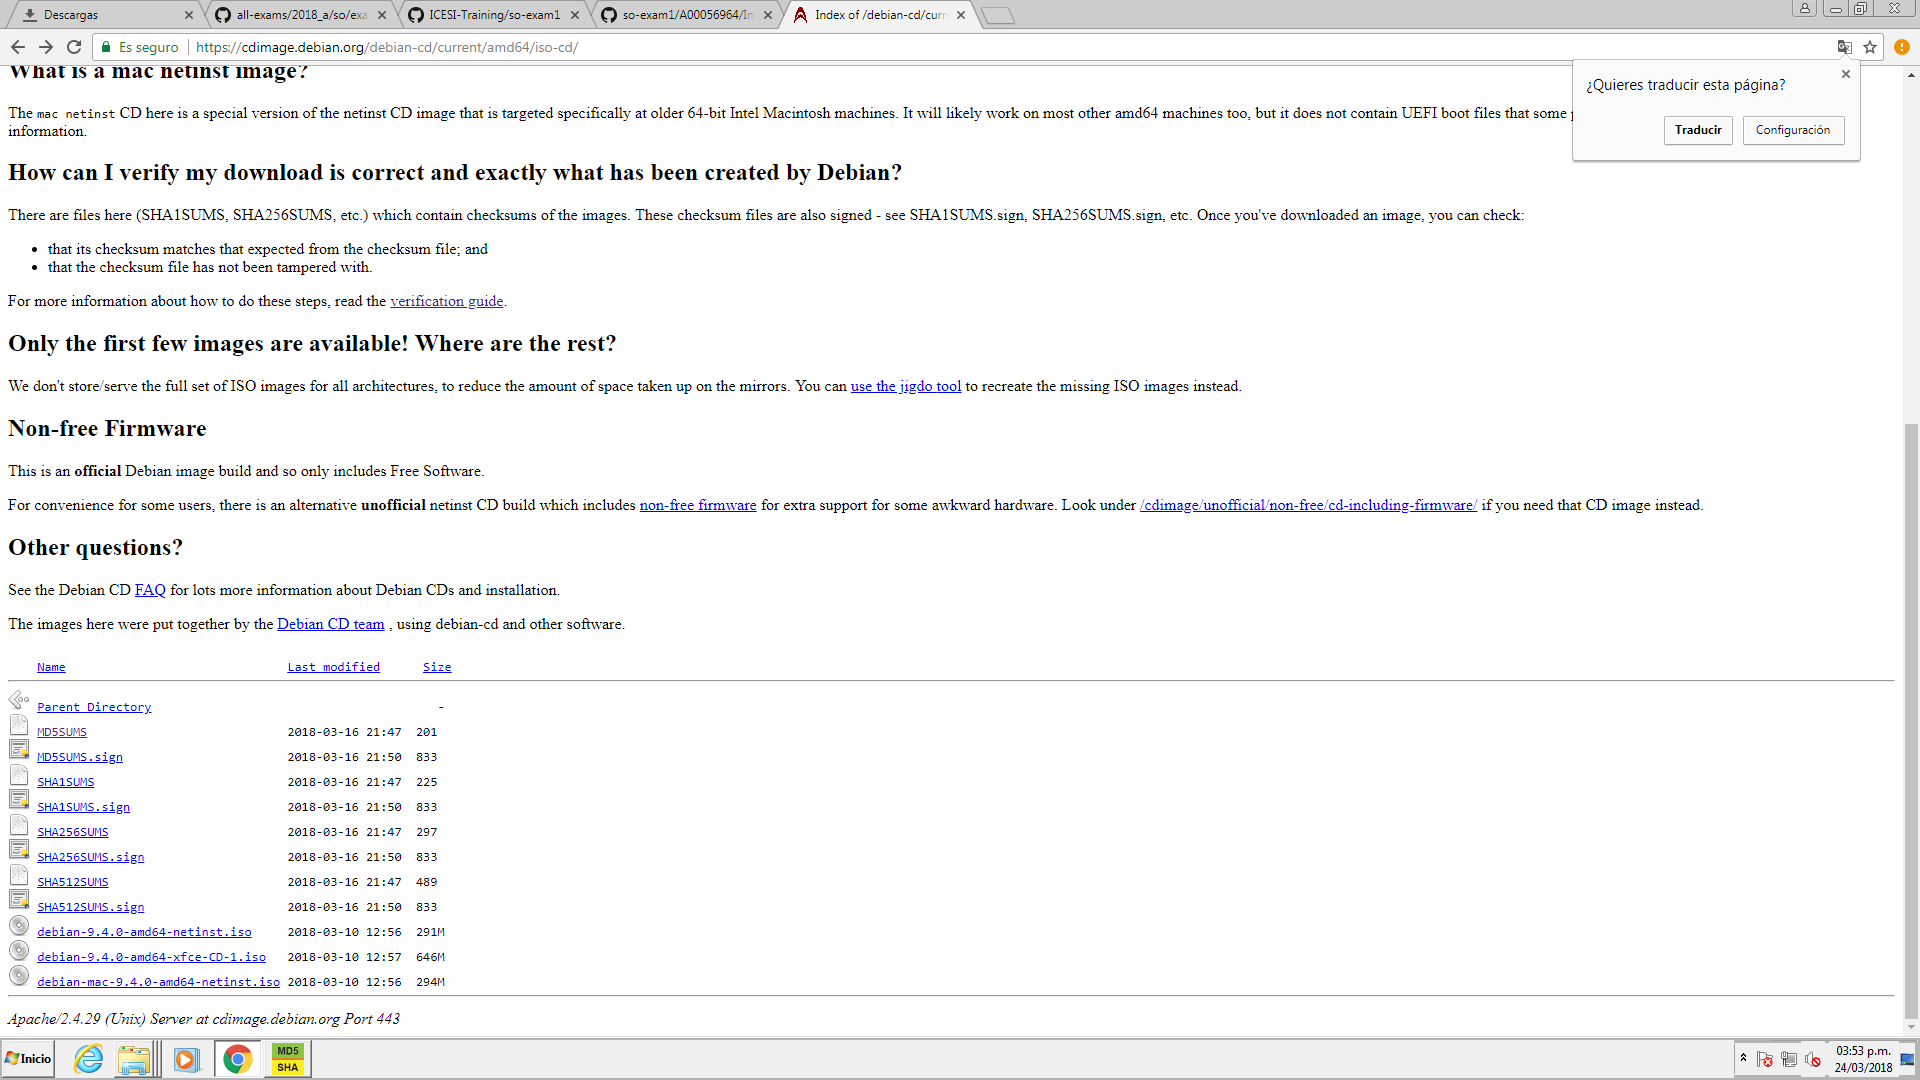 Descargas
all-exams/2018_a/so/exa
ICESI-Training/so-exam1
so-exam1/A00056964/Im
Index of /debian-cd/curr
Es seguro
https://cdimage.debian.org/debian-cd/current/amd64/iso-cd/
¿Quieres traducir esta página?
Traducir
Configuración
What is a mac netinst image?
The mac netinst CD here is a special version of the netinst CD image that is targeted specifically at older 64-bit Intel Macintosh machines. It will likely work on most other amd64 machines too, but it does not contain UEFI boot files that some
information.
How can I verify my download is correct and exactly what has been created by Debian?
There are files here (SHA1SUMS, SHA256SUMS, etc.) which contain checksums of the images. These checksum files are also signed - see SHA1SUMS.sign, SHA256SUMS.sign, etc. Once you've downloaded an image, you can check:
• that its checksum matches that expected from the checksum file; and
• that the checksum file has not been tampered with.
For more information about how to do these steps, read the verification guide.
Only the first few images are available! Where are the rest?
We don't store/serve the full set of ISO images for all architectures, to reduce the amount of space taken up on the mirrors. You can use the jigdo tool to recreate the missing ISO images instead.
Non-free Firmware
This is an official Debian image build and so only includes Free Software.
For convenience for some users, there is an alternative unofficial netinst CD build which includes non-free firmware for extra support for some awkward hardware. Look under /cdimage/unofficial/non-free/cd-including-firmware/ if you need that CD image instead.
Other questions?
See the Debian CD FAQ for lots more information about Debian CDs and installation.
The images here were put together by the Debian CD team , using debian-cd and other software.
Name Last modified Size
Parent Directory -
MD5SUMS 2018-03-16 21:47 201
MD5SUMS.sign 2018-03-16 21:50 833
SHA1SUMS 2018-03-16 21:47 225
SHA1SUMS.sign 2018-03-16 21:50 833
SHA256SUMS 2018-03-16 21:47 297
SHA256SUMS.sign 2018-03-16 21:50 833
SHA512SUMS 2018-03-16 21:47 489
SHA512SUMS.sign 2018-03-16 21:50 833
debian-9.4.0-amd64-netinst.iso 2018-03-10 12:56 291M
debian-9.4.0-amd64-xfce-CD-1.iso 2018-03-10 12:57 646M
debian-mac-9.4.0-amd64-netinst.iso 2018-03-10 12:56 294M
Apache/2.4.29 (Unix) Server at cdimage.debian.org Port 443
Inicio
MD5
SHA
03:53 p.m.
24/03/2018